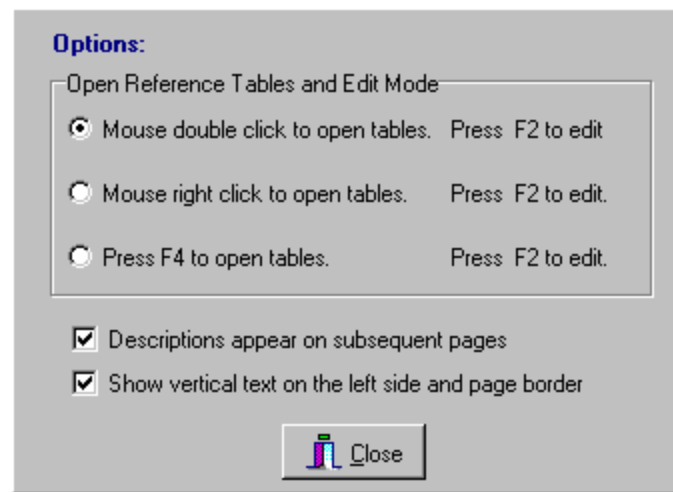 Options:
Open Reference Tables and Edit Mode
Mouse double click to open tables. Press F2 to edit
Mouse right click to open tables. Press F2 to edit.
Press F4 to open tables. Press F2 to edit.
Descriptions appear on subsequent pages
Show vertical text on the left side and page border
Close